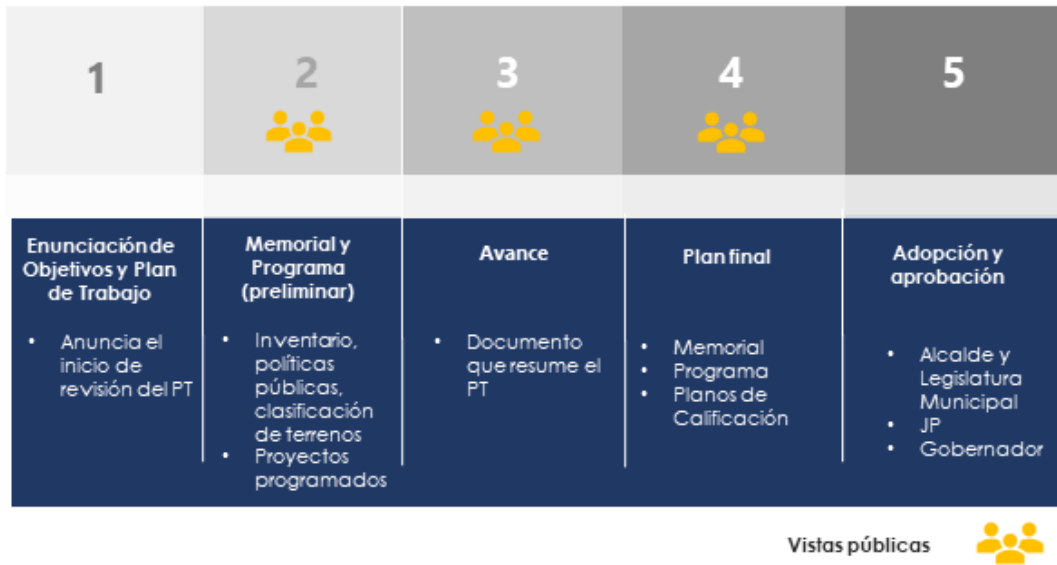 1
2
3
4
5
Enunciación de
Objetivos y Plan
de Trabajo
• Anuncia el
inicio de
revisión del PT
Memorial y
Programa
(preliminar)
• Inventario,
políticas
públicas,
clasificación
de terrenos
• Proyectos
programados
Avance
• Documento
que resume el
PT
Plan final
• Memorial
• Programa
• Planos de
Calificación
Adopción y
aprobación
• Alcalde y
Legislatura
Municipal
• JP
• Gobernador
Vistas públicas